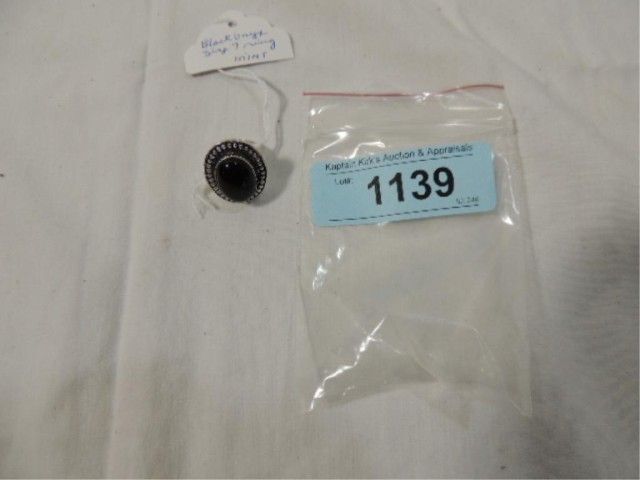 Black Onyx
Size 7 ring
MINT
Kaptain Kirk's Auction & Appraisals
Lot#:
1139